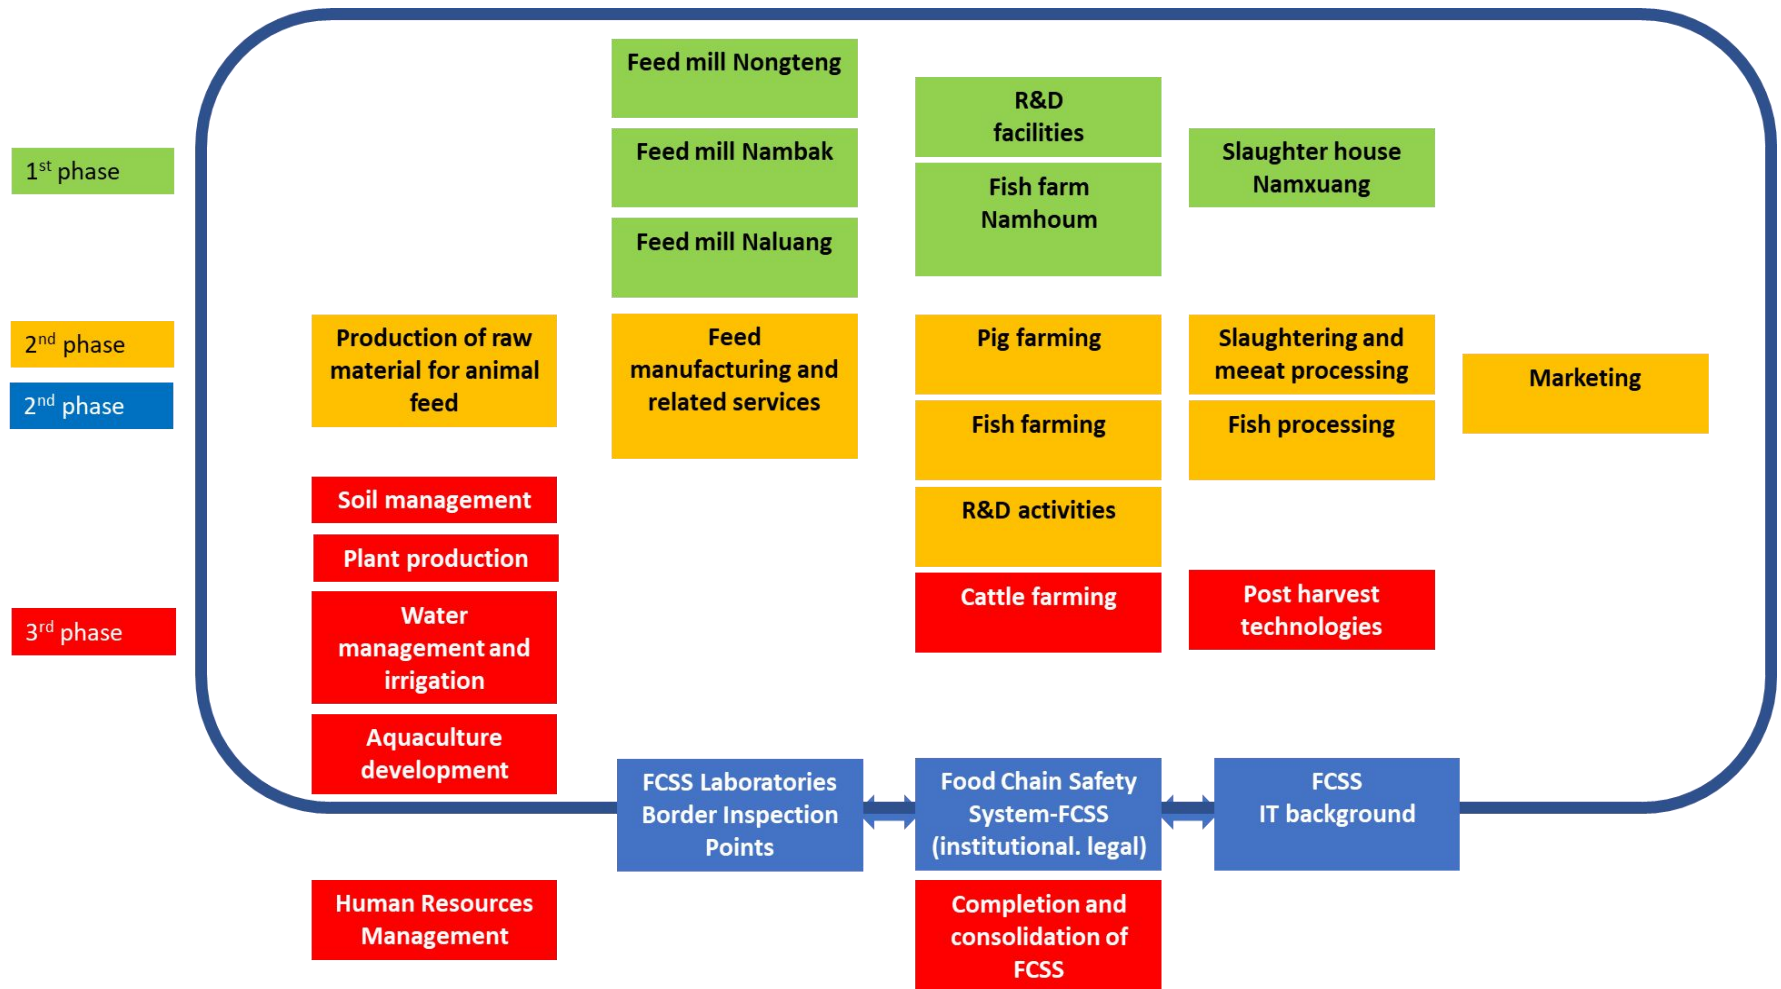 1st phase
2nd phase
2nd phase
3rd phase
Feed mill Nongteng
Feed mill Nambak
Feed mill Naluang
R&D
facilities
Fish farm
Namhoum
Slaughter house
Namxuang
Production of raw
material for animal
feed
Feed
manufacturing and
related services
Pig farming
Fish farming
R&D activities
Slaughtering and
meeat processing
Fish processing
Marketing
Soil management
Plant production
Water
management and
irrigation
Aquaculture
development
Cattle farming
Post harvest
technologies
FCSS Laboratories
Border Inspection
Points
Food Chain Safety
System-FCSS
(institutional. legal)
FCSS
IT background
Human Resources
Management
Completion and
consolidation of
FCSS